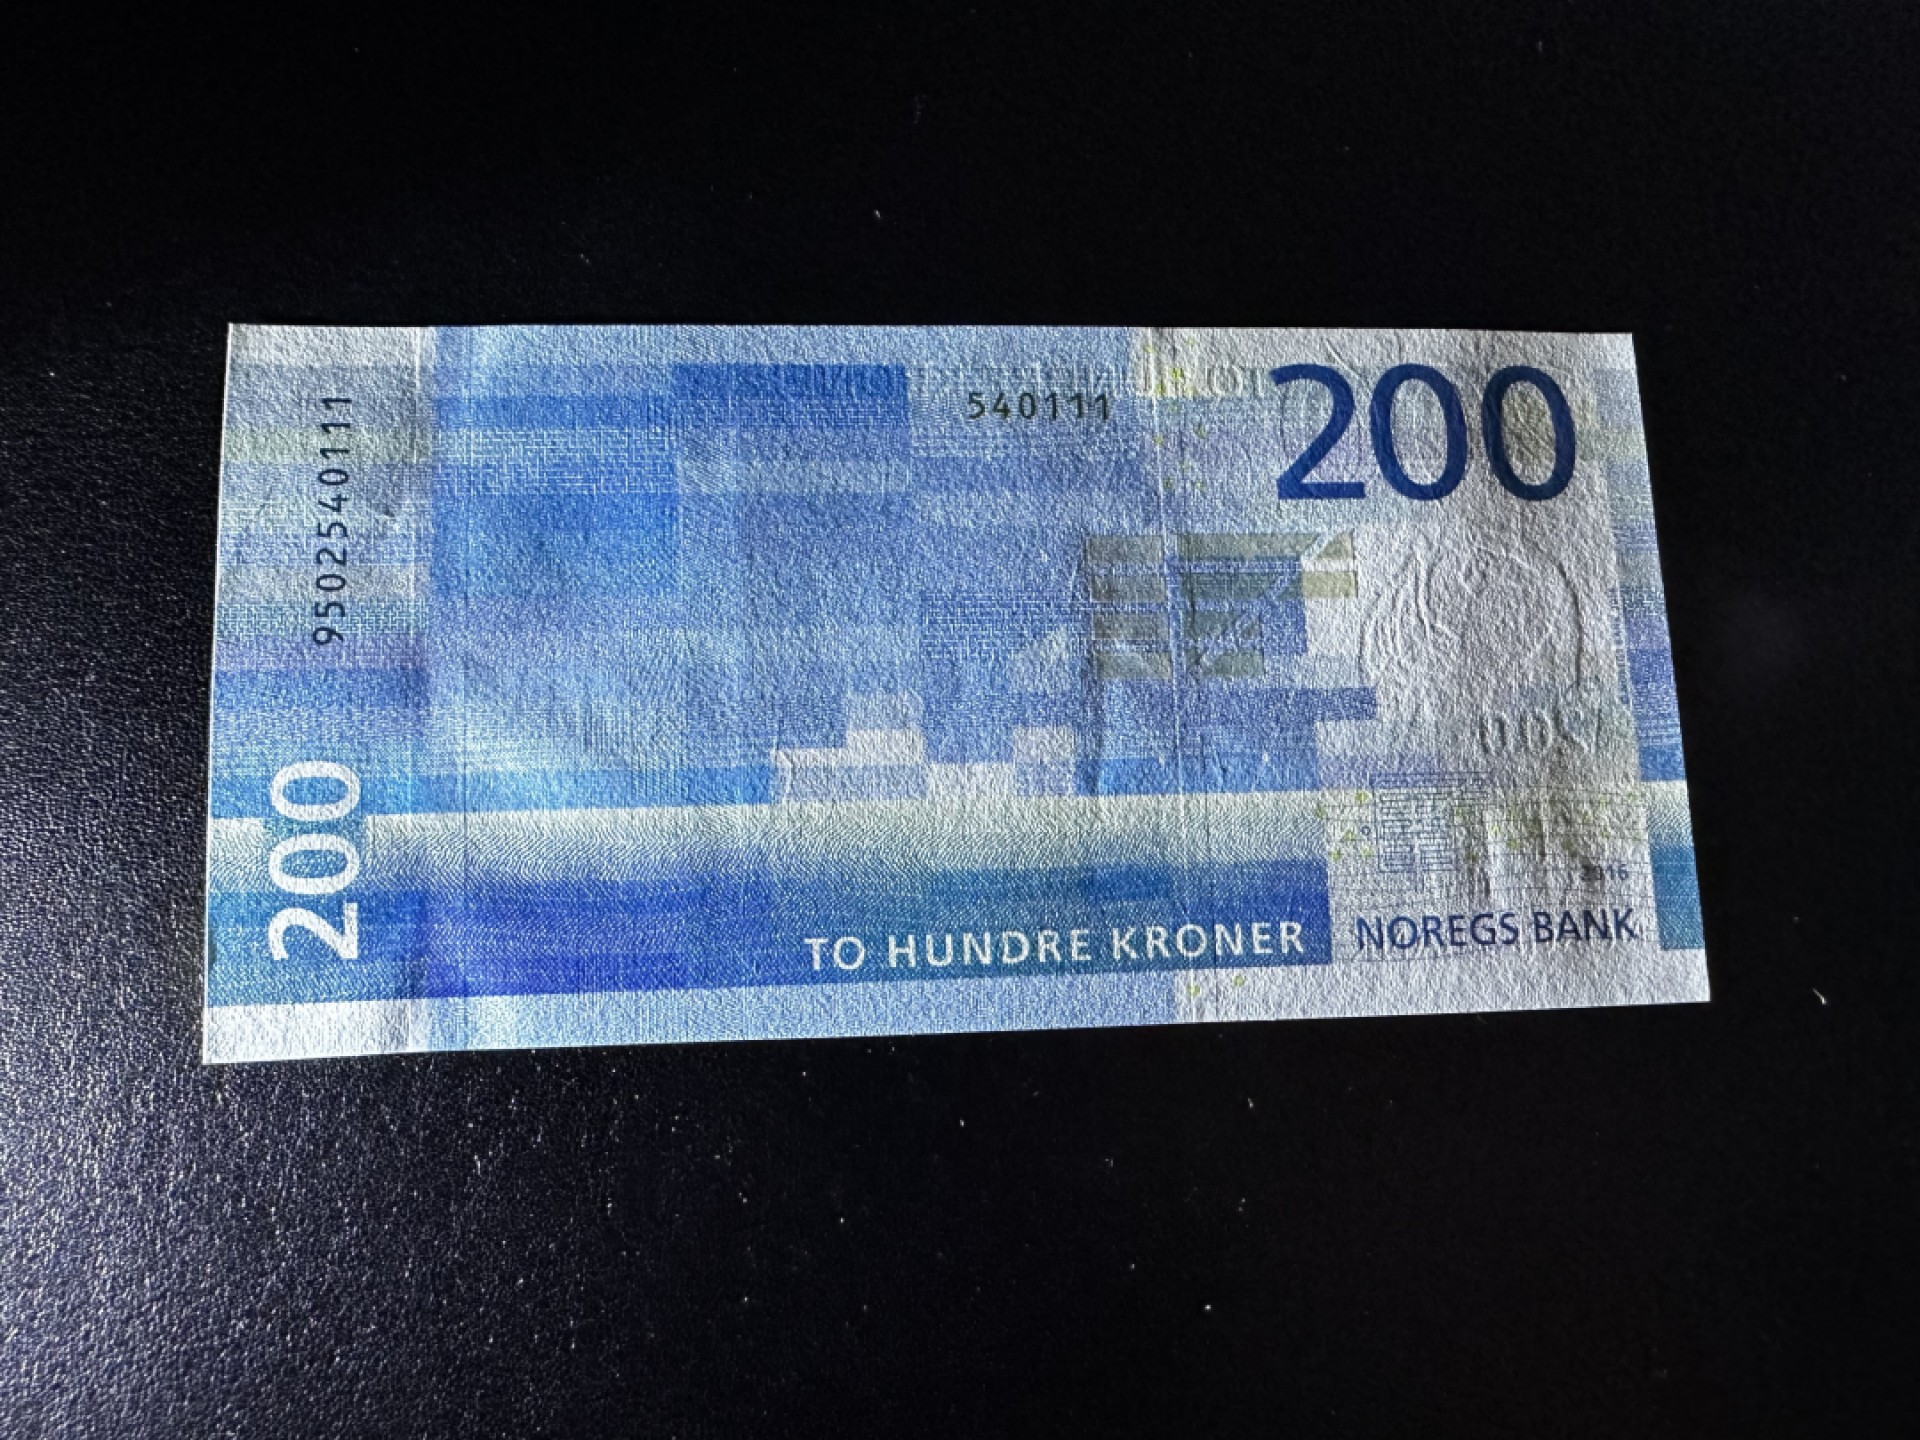 540111
200
9502540111
200
2016
TO HUNDRE KRONER
NOREGS BANK